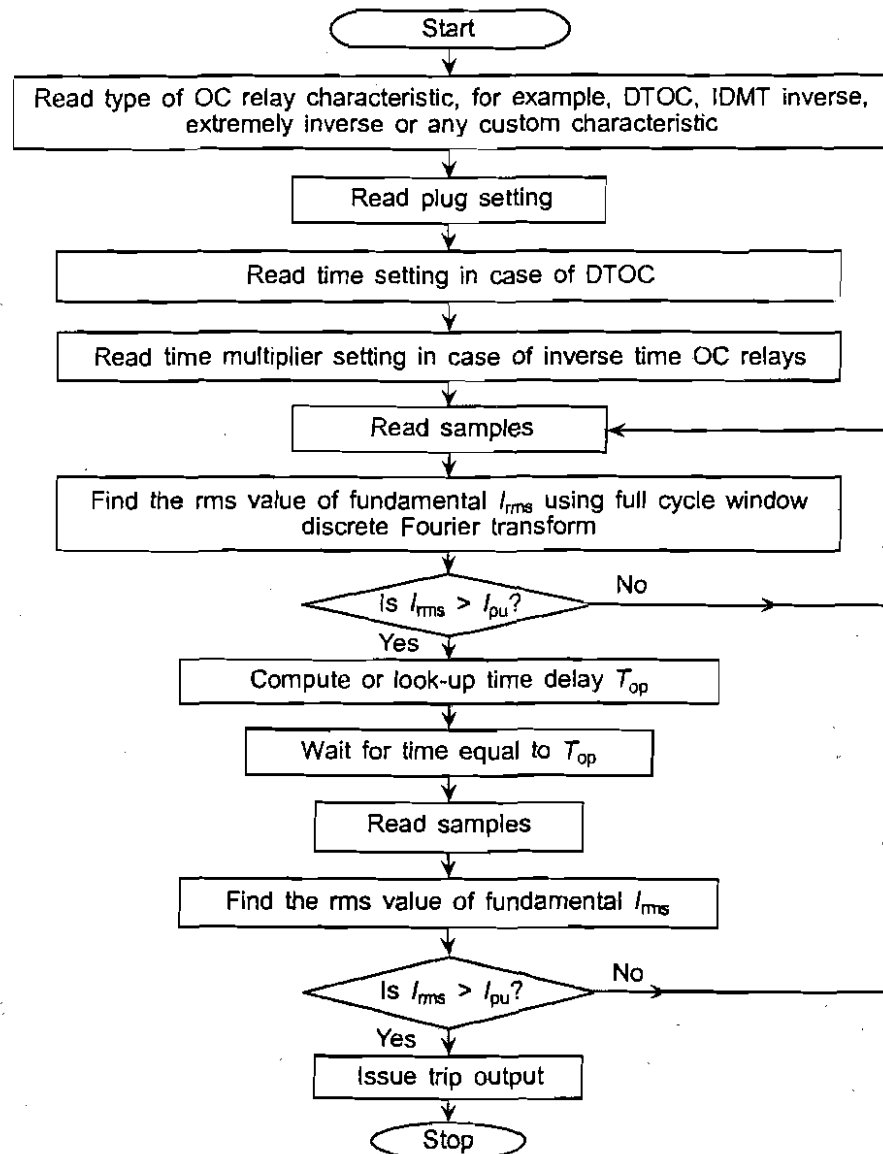 Start
Read type of OC relay characteristic, for example, DTOC, IDMT inverse,
extremely inverse or any custom characteristic
Read plug setting
Read time setting in case of DTOC
Read time multiplier setting in case of inverse time OC relays
Read samples
Find the rms value of fundamental Irms using full cycle window
discrete Fourier transform
Is Irms > Ipu?
No
Yes
Compute or look-up time delay Top
Wait for time equal to Top
Read samples
Find the rms value of fundamental Irms
Is Irms > Ipu?
No
Yes
Issue trip output
Stop